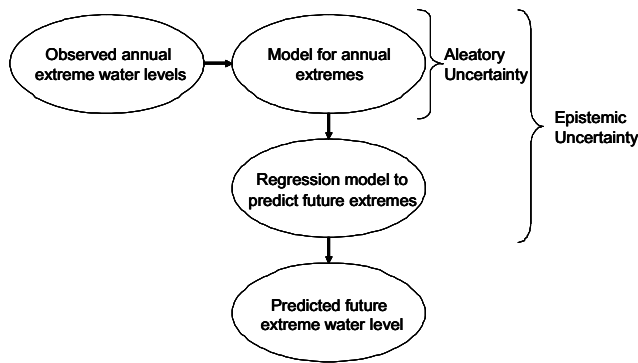 Observed annual
extreme water levels
Model for annual
extremes
Aleatory
Uncertainty
Epistemic
Uncertainty
Regression model to
predict future extremes
Predicted future
extreme water level